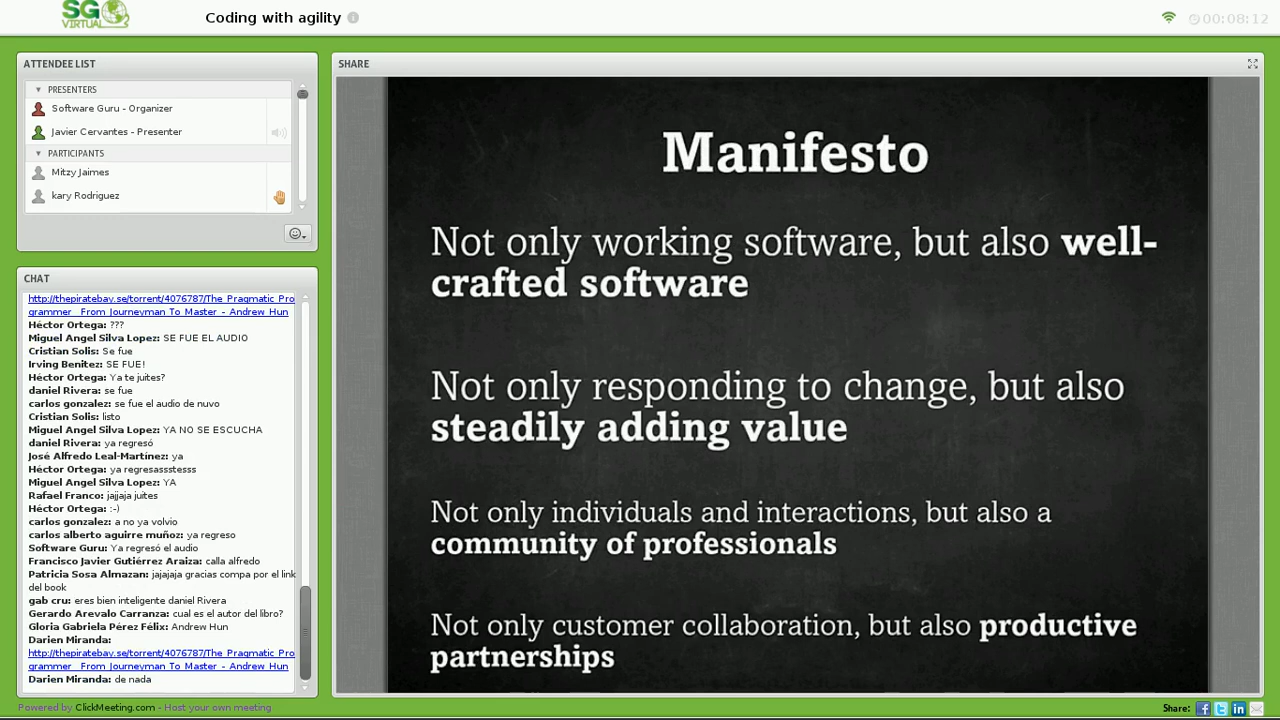 SG
VIRTUAL
Coding with agility
00:08:12
ATTENDEE LIST
PRESENTERS
Software Guru - Organizer
Javier Cervantes - Presenter
PARTICIPANTS
Mitzy Jaimes
kary Rodriguez
CHAT
http://thepiratebay.se/torrent/4076787/The_Pragmatic_Pro
grammer__From_Journeyman_To_Master_-_Andrew_Hun
Héctor Ortega: ???
Miguel Angel Silva Lopez: SE FUE EL AUDIO
Cristian Solis: Se fue
Irving Benitez: SE FUE!
Héctor Ortega: Ya te juites?
daniel Rivera: se fue
carlos gonzalez: se fue el audio de nuvo
Cristian Solis: listo
Miguel Angel Silva Lopez: YA NO SE ESCUCHA
daniel Rivera: ya regresó
José Alfredo Leal-Martínez: ya
Héctor Ortega: ya regresassstesss
Miguel Angel Silva Lopez: YA
Rafael Franco: jajjaja juites
Héctor Ortega: :-)
carlos gonzalez: a no ya volvio
carlos alberto aguirre muñoz: ya regreso
Software Guru: Ya regresó el audio
Francisco Javier Gutiérrez Araiza: calla alfredo
Patricia Sosa Almazan: jajajaja gracias compa por el link
del book
gab cru: eres bien inteligente daniel Rivera
Gerardo Arevalo Carranza: cual es el autor del libro?
Gloria Gabriela Pérez Félix: Andrew Hun
Darien Miranda:
http://thepiratebay.se/torrent/4076787/The_Pragmatic_Pro
grammer__From_Journeyman_To_Master_-_Andrew_Hun
Darien Miranda: de nada
SHARE
Manifesto
Not only working software, but also well-
crafted software
Not only responding to change, but also
steadily adding value
Not only individuals and interactions, but also a
community of professionals
Not only customer collaboration, but also productive
partnerships
Powered by ClickMeeting.com - Host your own meeting
Share: